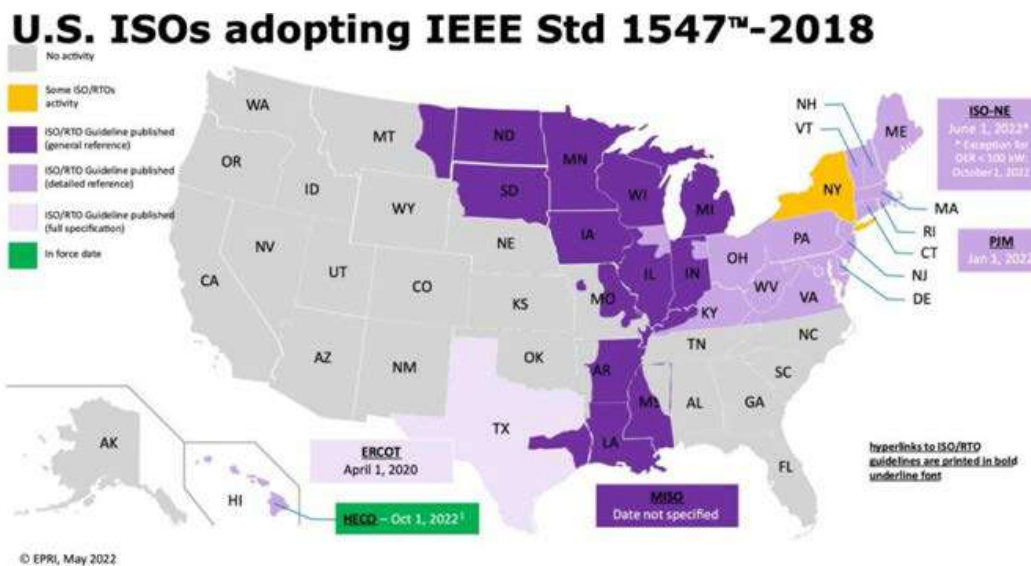 U.S. ISOs adopting IEEE Std 1547™-2018
No activity
Some ISO/RTOs
activity
ISO/RTO Guideline published
(general reference)
ISO/RTO Guideline published
(detailed reference)
ISO/RTO Guideline published
(full specification)
In force date
WA
MT
ND
MN
OR
ID
SD
WI
MI
WY
IA
NE
NV
UT
CO
CA
KS
MO
IL
IN
OH
KY
WV
VA
PA
NY
NH
VT
ME
MA
RI
CT
NJ
DE
AZ
NM
OK
AR
TN
NC
SC
TX
LA
MS
AL
GA
FL
AK
HI
ISO-NE
June 1, 2022
* Exception for
DER < 100 kW:
October 1, 2022
PJM
Jan 1, 2022
ERCOT
April 1, 2020
HECO – Oct 1, 2022
MISO
Date not specified
hyperlinks to ISO/RTO
guidelines are printed in bold
underline font
© EPRI, May 2022